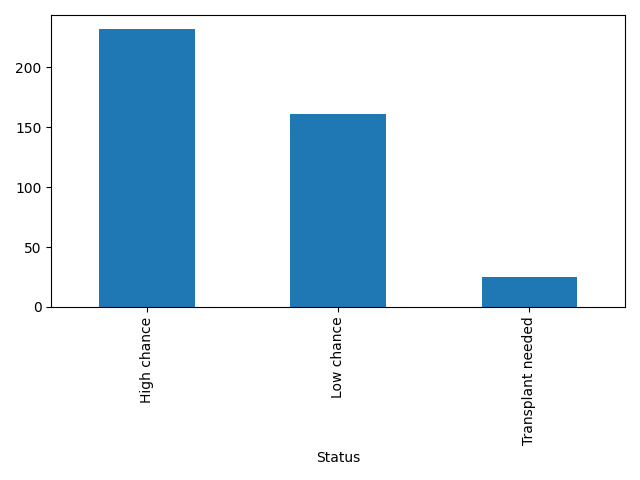 200
150
100
50
0
High chance
Low chance
Transplant needed
Status